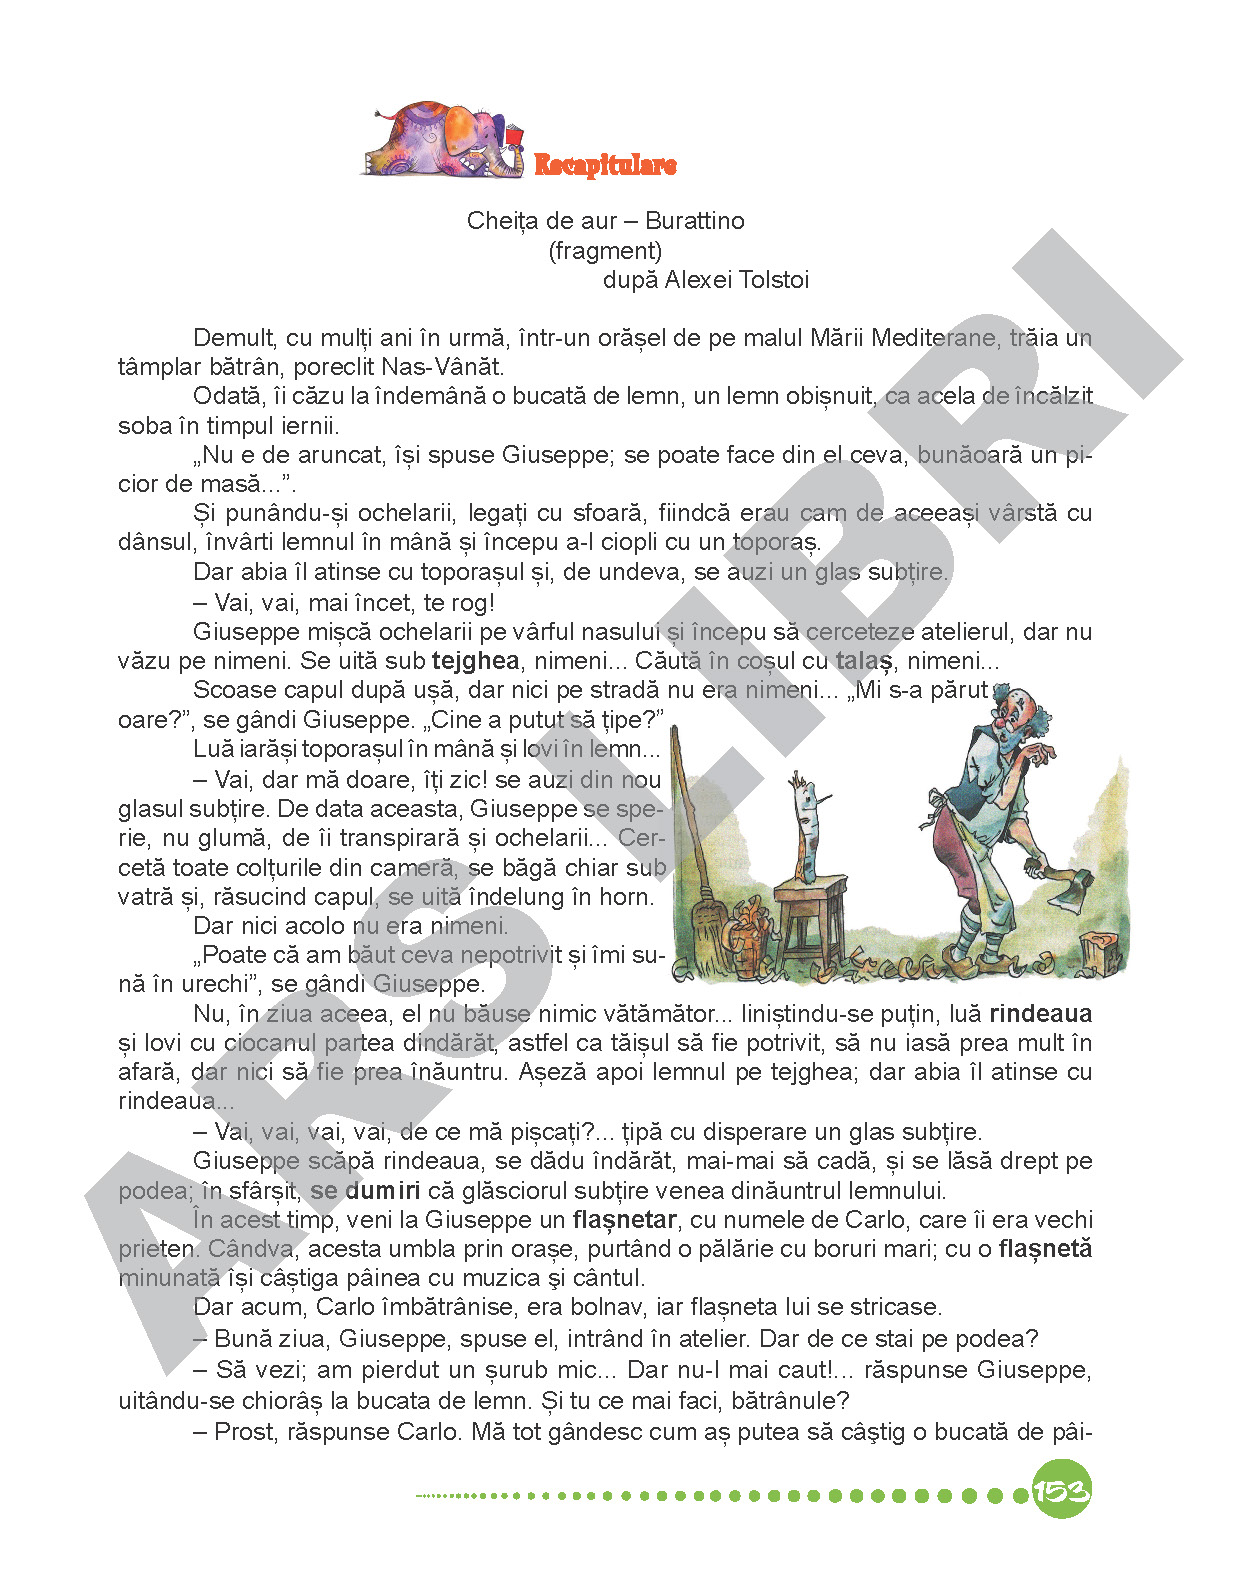 Recapitulare
Cheița de aur – Burattino
(fragment)
după Alexei Tolstoi
Demult, cu mulți ani în urmă, într-un orășel de pe malul Mării Mediterane, trăia un
tâmplar bătrân, poreclit Nas-Vânăt.
Odată, îi căzu la îndemână o bucată de lemn, un lemn obișnuit, ca acela de încălzit
soba în timpul iernii.
„Nu e de aruncat, își spuse Giuseppe; se poate face din el ceva, bunăoară un pi-
cior de masă...”.
Și punându-și ochelarii, legați cu sfoară, fiindcă erau cam de aceeași vârstă cu
dânsul, învârti lemnul în mână și începu a-l ciopli cu un toporaș.
Dar abia îl atinse cu toporașul și, de undeva, se auzi un glas subțire.
– Vai, vai, mai încet, te rog!
Giuseppe mișcă ochelarii pe vârful nasului și începu să cerceteze atelierul, dar nu
văzu pe nimeni. Se uită sub tejghea, nimeni... Căută în coșul cu talaș, nimeni...
Scoase capul după ușă, dar nici pe stradă nu era nimeni... „Mi s-a părut
oare?”, se gândi Giuseppe. „Cine a putut să țipe?”
Luă iarăși toporașul în mână și lovi în lemn...
– Vai, dar mă doare, îți zic! se auzi din nou
glasul subțire. De data aceasta, Giuseppe se spe-
rie, nu glumă, de îi transpirară și ochelarii... Cer-
cetă toate colțurile din cameră, se băgă chiar sub
vatră și, răsucind capul, se uită îndelung în horn.
Dar nici acolo nu era nimeni.
„Poate că am băut ceva nepotrivit și îmi su-
nă în urechi”, se gândi Giuseppe.
Nu, în ziua aceea, el nu băuse nimic vătămător... liniștindu-se puțin, luă rindeaua
și lovi cu ciocanul partea dindărăt, astfel ca tăișul să fie potrivit, să nu iasă prea mult în
afară, dar nici să fie prea înăuntru. Așeză apoi lemnul pe tejghea; dar abia îl atinse cu
rindeaua...
– Vai, vai, vai, vai, de ce mă pișcați?... țipă cu disperare un glas subțire.
Giuseppe scăpă rindeaua, se dădu îndărăt, mai-mai să cadă, și se lăsă drept pe
podea; în sfârșit, se dumiri că glăsciorul subțire venea dinăuntrul lemnului.
În acest timp, veni la Giuseppe un flașnetar, cu numele de Carlo, care îi era vechi
prieten. Cândva, acesta umbla prin orașe, purtând o pălărie cu boruri mari; cu o flașnetă
minunată își câștiga pâinea cu muzica şi cântul.
Dar acum, Carlo îmbătrânise, era bolnav, iar flașneta lui se stricase.
– Bună ziua, Giuseppe, spuse el, intrând în atelier. Dar de ce stai pe podea?
– Să vezi; am pierdut un șurub mic... Dar nu-l mai caut!... răspunse Giuseppe,
uitându-se chiorâș la bucata de lemn. Și tu ce mai faci, bătrânule?
– Prost, răspunse Carlo. Mă tot gândesc cum aș putea să câştig o bucată de pâi-
153
ARS LIBRI